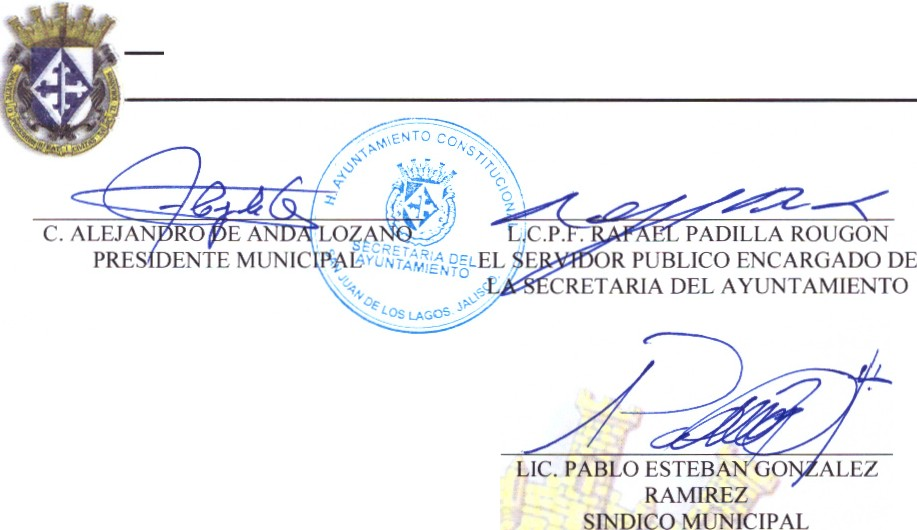 H. AYUNTAMIENTO CONSTITUCIONAL
SECRETARIA DEL
AYUNTAMIENTO
SAN JUAN DE LOS LAGOS, JALISCO.
C. ALEJANDRO DE ANDA LOZANO
PRESIDENTE MUNICIPAL
L.C.P.F. RAFAEL PADILLA ROUGON
EL SERVIDOR PUBLICO ENCARGADO DE
LA SECRETARIA DEL AYUNTAMIENTO
LIC. PABLO ESTEBAN GONZALEZ
RAMIREZ
SINDICO MUNICIPAL